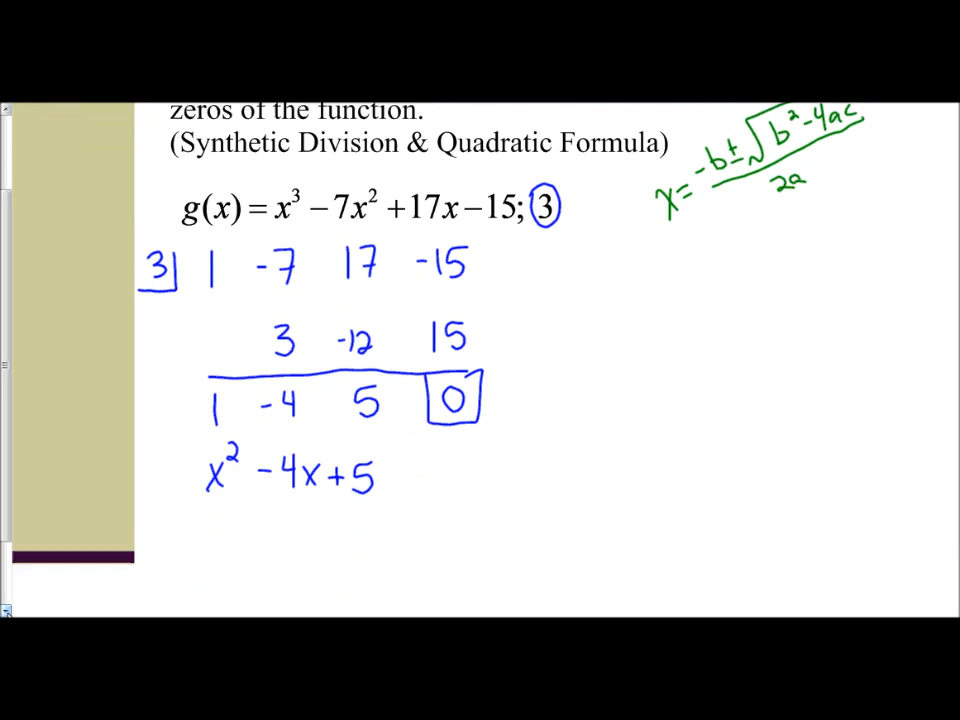 zeros of the function.
(Synthetic Division & Quadratic Formula)
x = -b ± √b² - 4ac / 2a
g(x) = x³ - 7x² + 17x - 15; 3
3 1 -7 17 -15
3 -12 15
1 -4 5 0
x² - 4x + 5